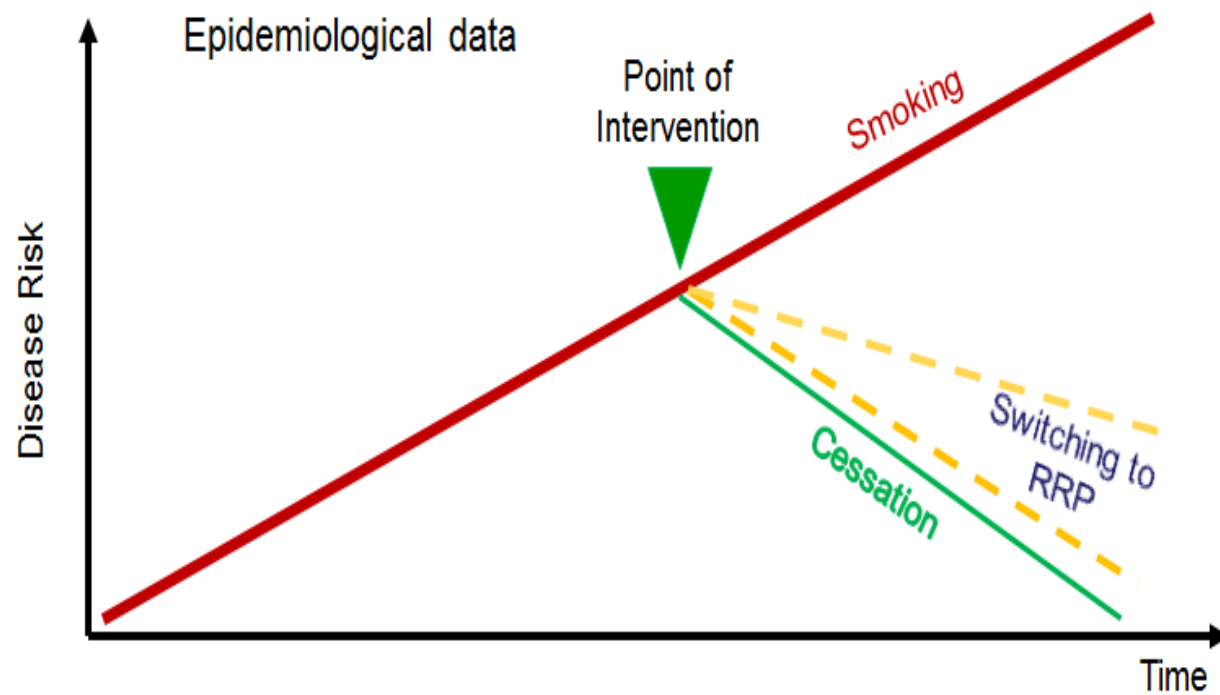 Epidemiological data
Point of
Intervention
Smoking
Disease Risk
Switching to
RRP
Cessation
Time